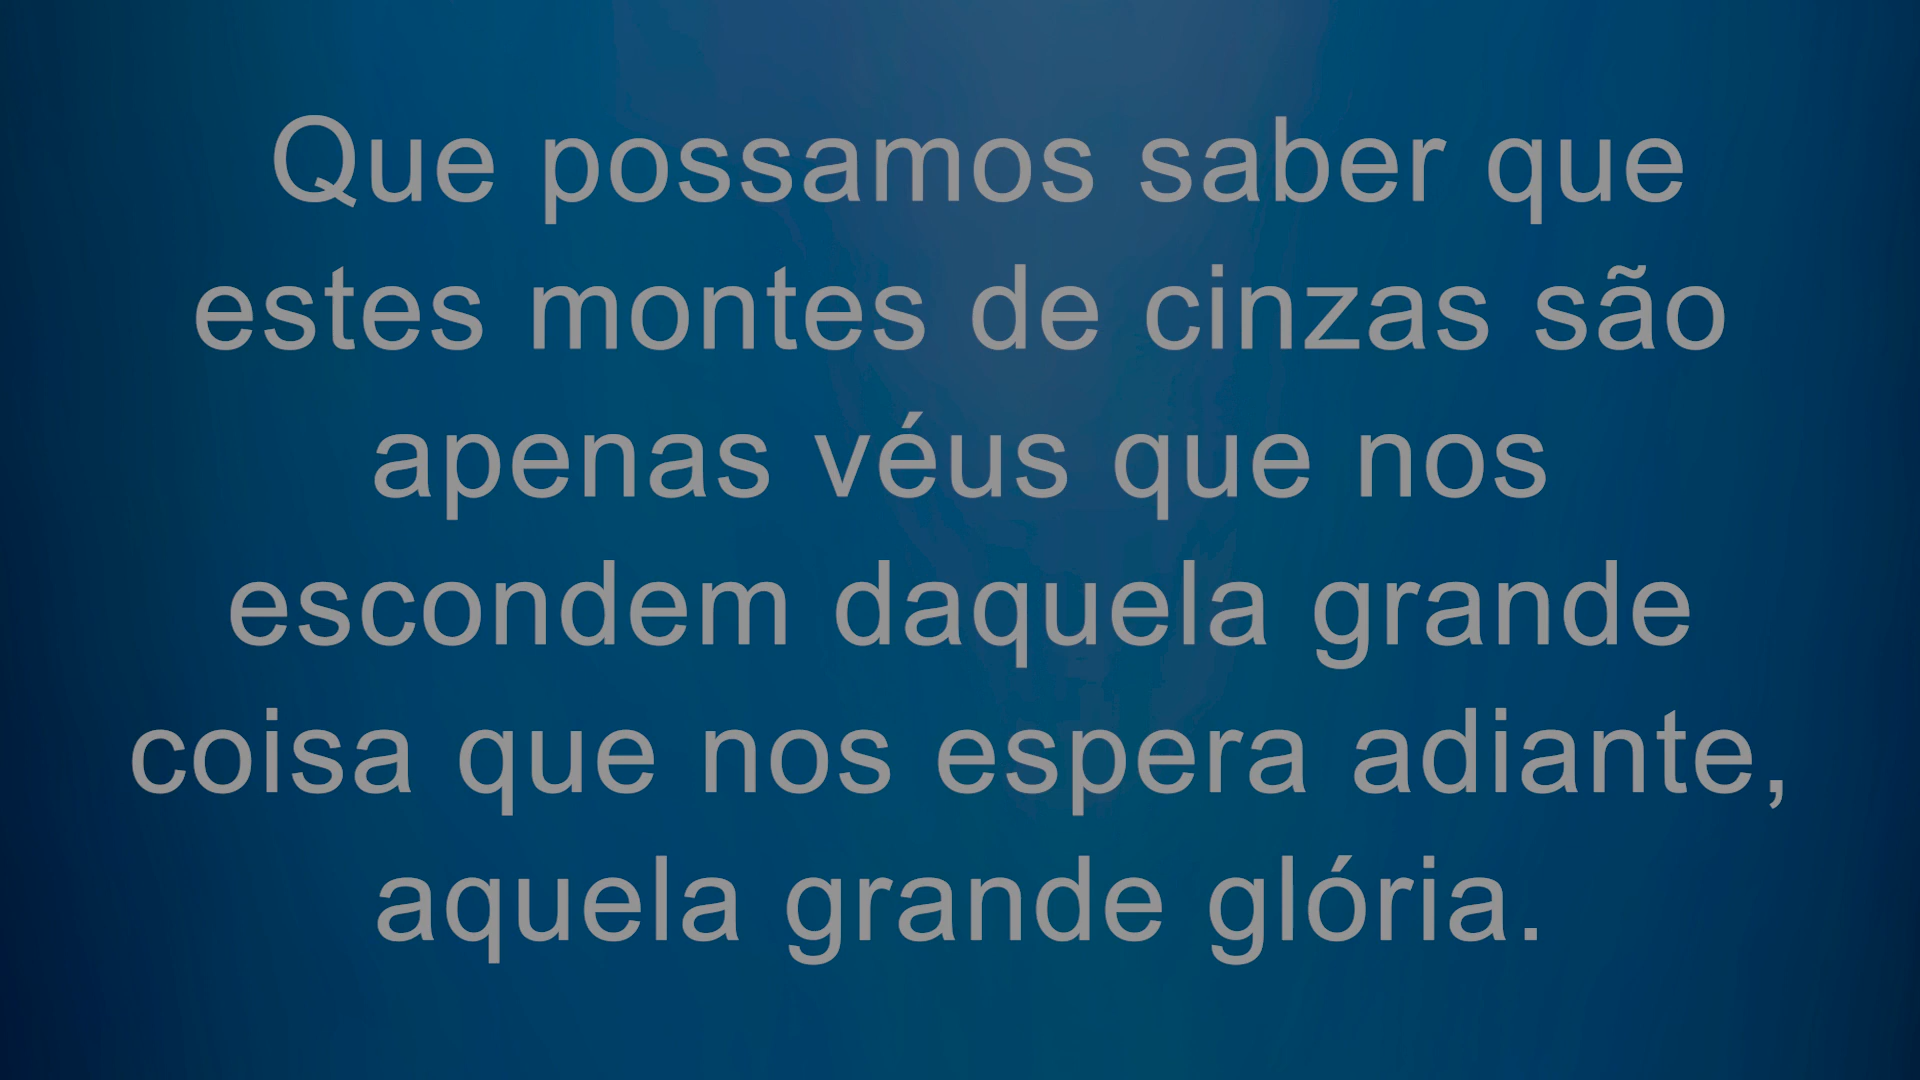 Que possamos saber que
estes montes de cinzas são
apenas véus que nos
escondem daquela grande
coisa que nos espera adiante,
aquela grande glória.